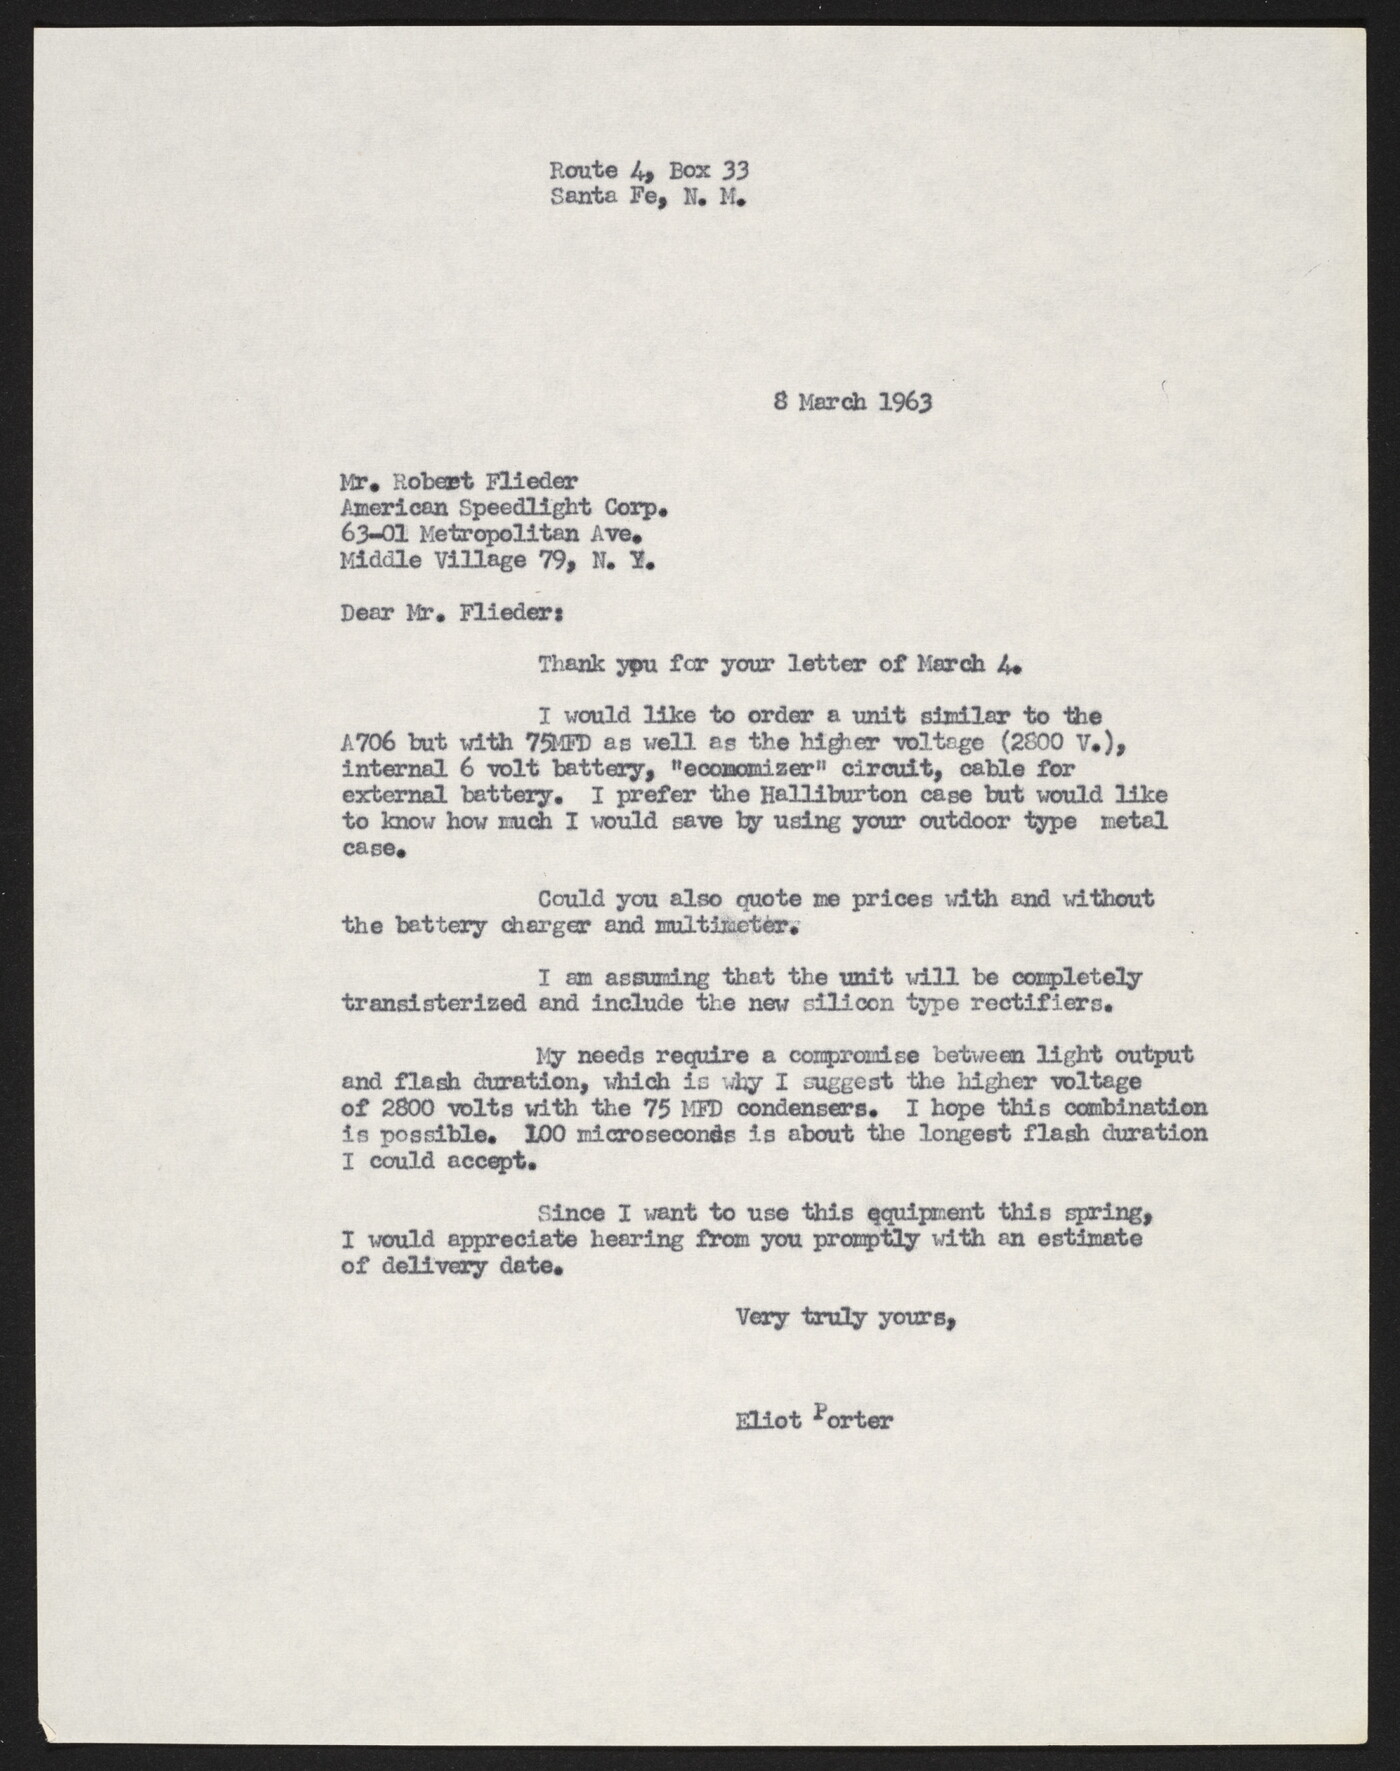 Route 4, Box 33
Santa Fe, N. M.
8 March 1963
Mr. Robert Flieder
American Speedlight Corp.
63-01 Metropolitan Ave.
Middle Village 79, N. Y.
Dear Mr. Flieder:
Thank you for your letter of March 4.
I would like to order a unit similar to the
A706 but with 75MFD as well as the higher voltage (2800 V.),
internal 6 volt battery, "ecomomizer" circuit, cable for
external battery. I prefer the Halliburton case but would like
to know how much I would save by using your outdoor type metal
case.
Could you also quote me prices with and without
the battery charger and multimeter.
I am assuming that the unit will be completely
transisterized and include the new silicon type rectifiers.
My needs require a compromise between light output
and flash duration, which is why I suggest the higher voltage
of 2800 volts with the 75 MFD condensers. I hope this combination
is possible. 100 microseconds is about the longest flash duration
I could accept.
Since I want to use this equipment this spring,
I would appreciate hearing from you promptly with an estimate
of delivery date.
Very truly yours,
Eliot Porter